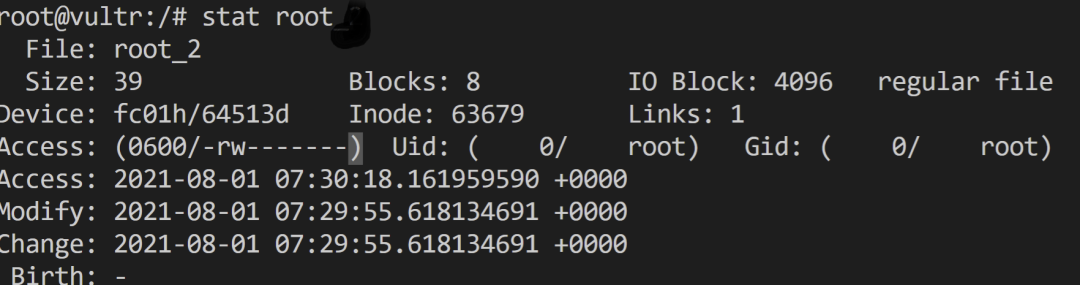 root@vultr:/# stat root
File: root_2
Size: 39 Blocks: 8 IO Block: 4096 regular file
Device: fc01h/64513d Inode: 63679 Links: 1
Access: (0600/-rw-------) Uid: ( 0/ root) Gid: ( 0/ root)
Access: 2021-08-01 07:30:18.161959590 +0000
Modify: 2021-08-01 07:29:55.618134691 +0000
Change: 2021-08-01 07:29:55.618134691 +0000
Birth: -